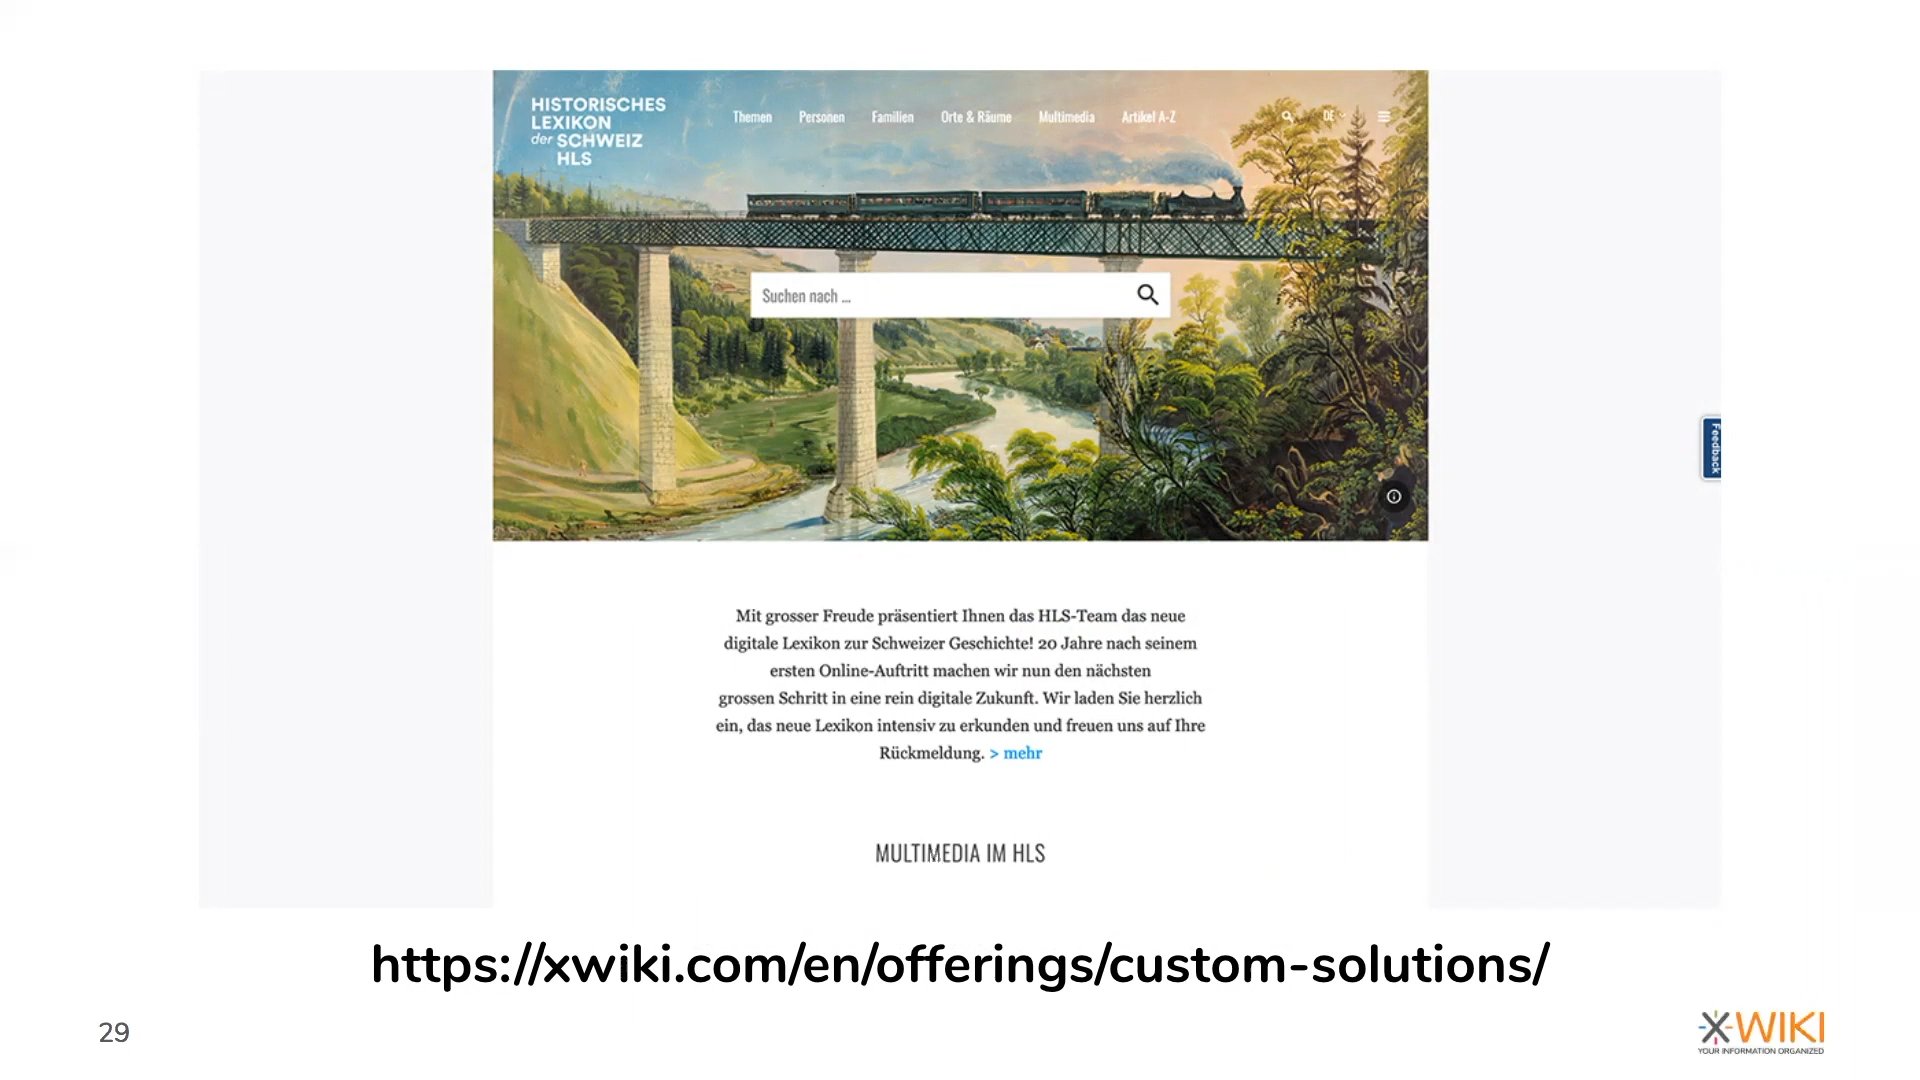 HISTORISCHES
LEXIKON
der SCHWEIZ
HLS
Themen Personen Familien Orte & Räume Multimedia Artikel A-Z DE
Suchen nach ...
Feedback
Mit grosser Freude präsentiert Ihnen das HLS-Team das neue
digitale Lexikon zur Schweizer Geschichte! 20 Jahre nach seinem
ersten Online-Auftritt machen wir nun den nächsten
grossen Schritt in eine rein digitale Zukunft. Wir laden Sie herzlich
ein, das neue Lexikon intensiv zu erkunden und freuen uns auf Ihre
Rückmeldung. > mehr
MULTIMEDIA IM HLS
https://xwiki.com/en/offerings/custom-solutions/
29
XWIKI
YOUR INFORMATION ORGANIZED